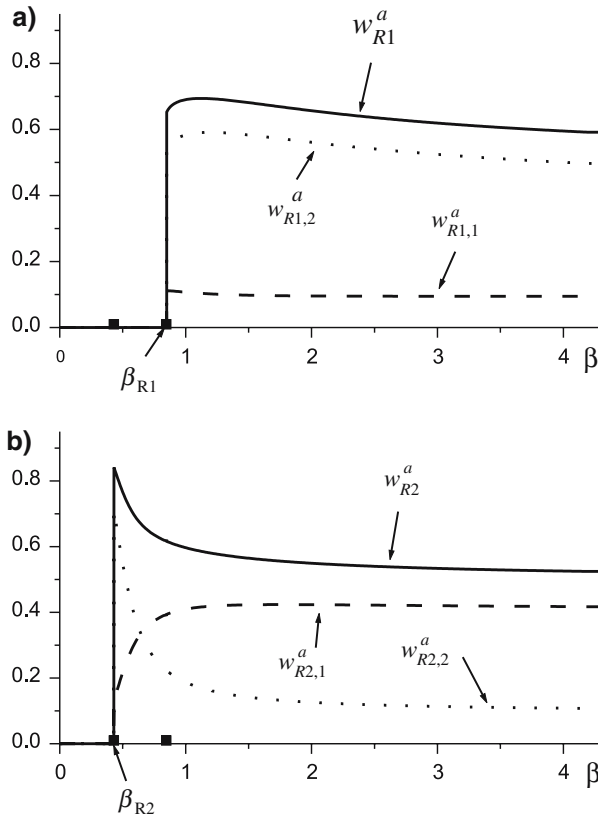 a)
w^a_{R1}
0.8
0.6
w^a_{R1,2}
w^a_{R1,1}
0.4
0.2
0.0
0 1 2 3 4 β
β_{R1}
b)
0.8
w^a_{R2}
0.6
0.4
w^a_{R2,1} w^a_{R2,2}
0.2
0.0
0 1 2 3 4 β
β_{R2}